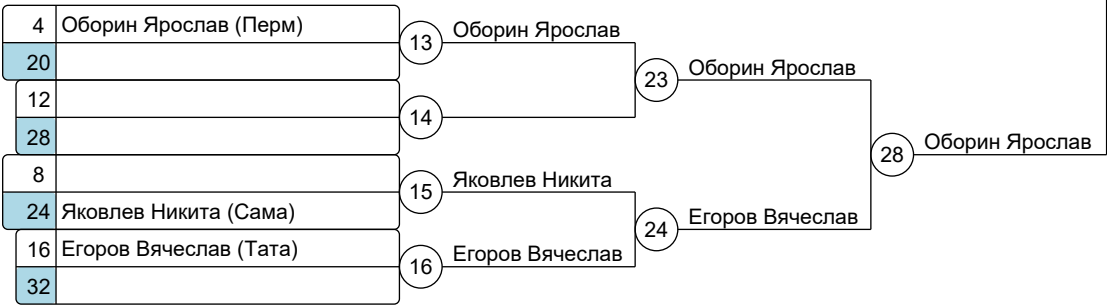 4 Оборин Ярослав (Перм)
13 Оборин Ярослав
20
23 Оборин Ярослав
12
14
28
28 Оборин Ярослав
8
15 Яковлев Никита
24 Яковлев Никита (Сама)
24 Егоров Вячеслав
16 Егоров Вячеслав (Тата)
16 Егоров Вячеслав
32